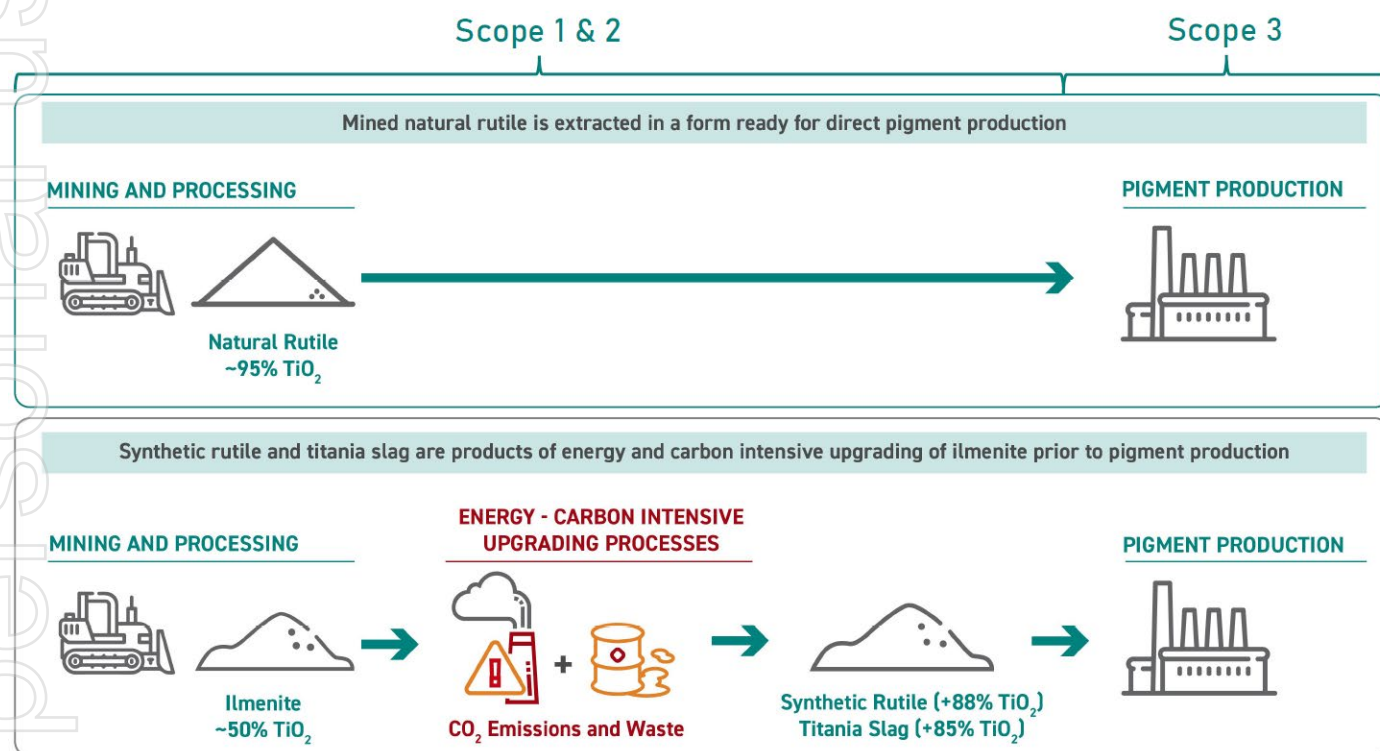 Scope 1 & 2
Scope 3
Mined natural rutile is extracted in a form ready for direct pigment production
MINING AND PROCESSING
PIGMENT PRODUCTION
Natural Rutile
~95% TiO₂
Synthetic rutile and titania slag are products of energy and carbon intensive upgrading of ilmenite prior to pigment production
ENERGY - CARBON INTENSIVE
UPGRADING PROCESSES
MINING AND PROCESSING
PIGMENT PRODUCTION
+
Ilmenite
~50% TiO₂
CO₂ Emissions and Waste
Synthetic Rutile (+88% TiO₂)
Titania Slag (+85% TiO₂)
personal us